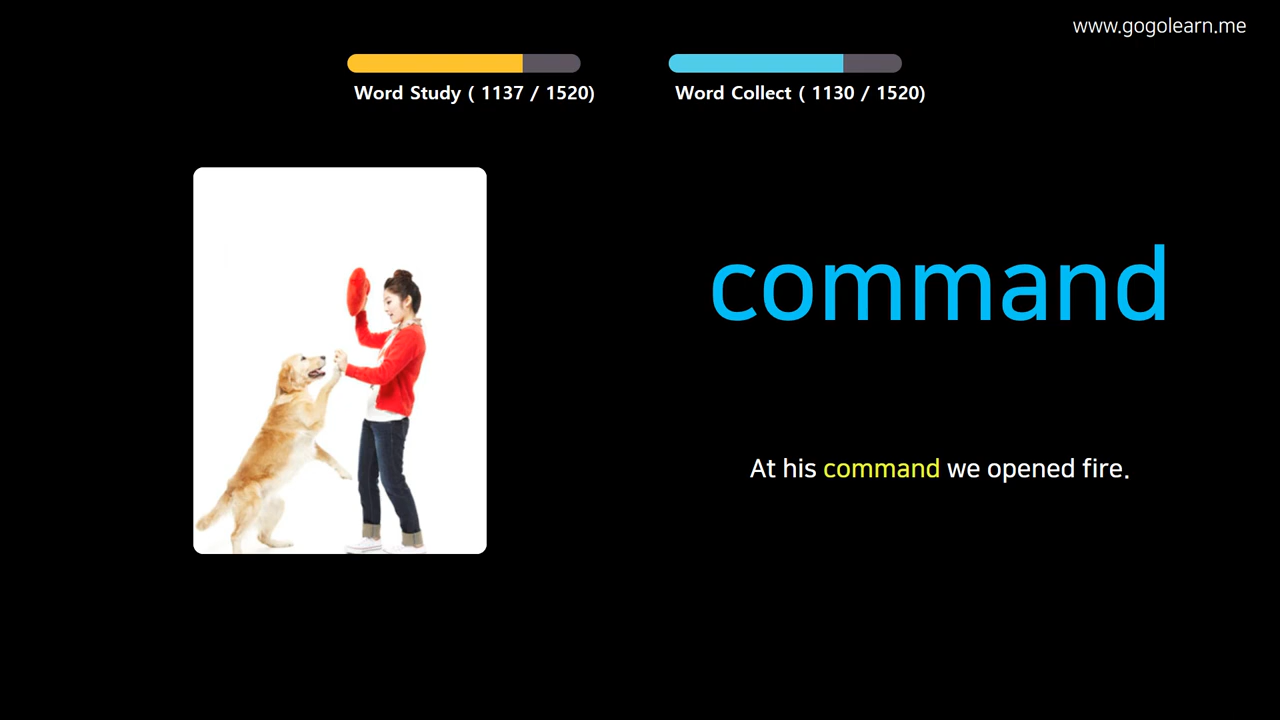 www.gogolearn.me
Word Study ( 1137 / 1520)
Word Collect ( 1130 / 1520)
command
At his command we opened fire.